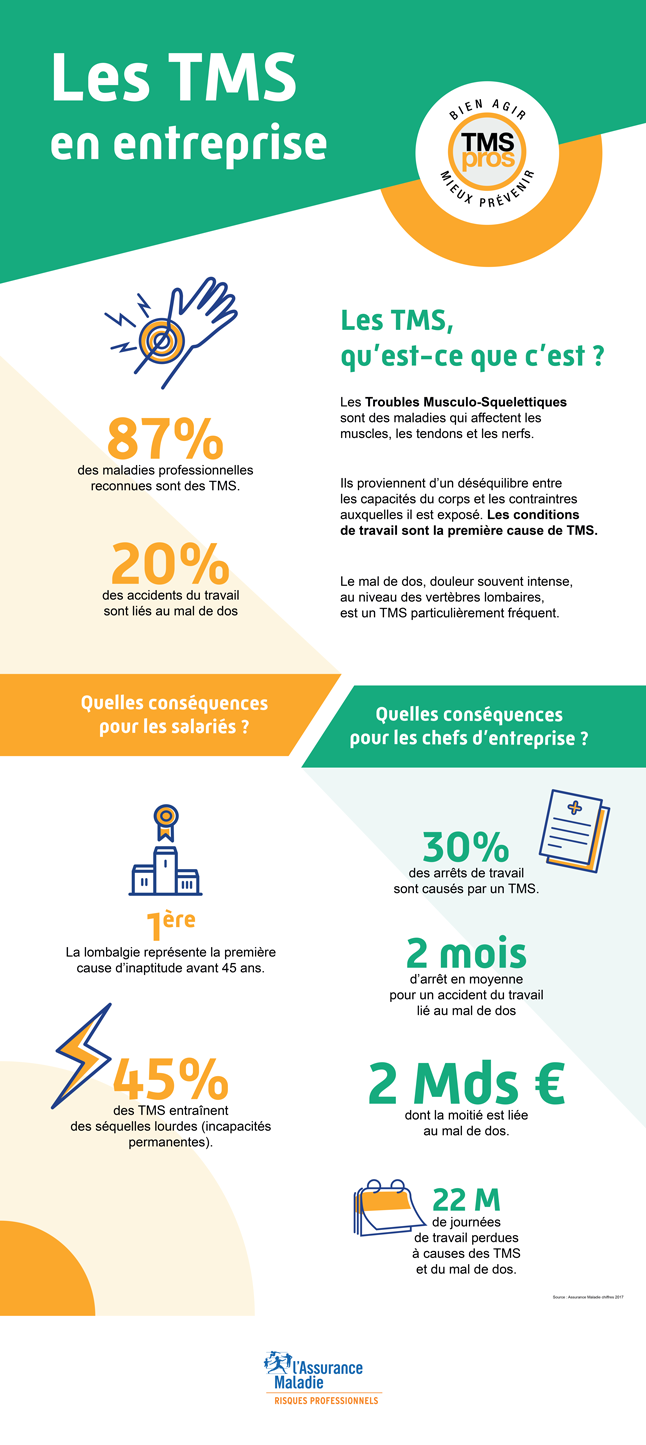 Les TMS
en entreprise
BIEN AGIR
TMS
pros
MIEUX PRÉVENIR
87%
des maladies professionnelles
reconnues sont des TMS.
20%
des accidents du travail
sont liés au mal de dos
Les TMS,
qu'est-ce que c'est ?
Les Troubles Musculo-Squelettiques
sont des maladies qui affectent les
muscles, les tendons et les nerfs.
Ils proviennent d'un déséquilibre entre
les capacités du corps et les contraintres
auxquelles il est exposé. Les conditions
de travail sont la première cause de TMS.
Le mal de dos, douleur souvent intense,
au niveau des vertèbres lombaires,
est un TMS particulièrement fréquent.
Quelles conséquences
pour les salariés ?
1ère
La lombalgie représente la première
cause d'inaptitude avant 45 ans.
45%
des TMS entraînent
des séquelles lourdes (incapacités
permanentes).
Quelles conséquences
pour les chefs d'entreprise ?
30%
des arrêts de travail
sont causés par un TMS.
2 mois
d'arrêt en moyenne
pour un accident du travail
lié au mal de dos
2 Mds €
dont la moitié est liée
au mal de dos.
22 M
de journées
de travail perdues
à causes des TMS
et du mal de dos.
Source : Assurance Maladie chiffres 2017
l'Assurance
Maladie
RISQUES PROFESSIONNELS